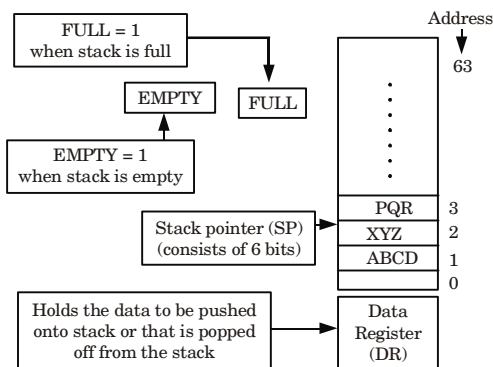 FULL = 1
when stack is full
EMPTY
FULL
EMPTY = 1
when stack is empty
Address
63
Stack pointer (SP)
(consists of 6 bits)
PQR 3
XYZ 2
ABCD 1
0
Holds the data to be pushed
onto stack or that is popped
off from the stack
Data
Register
(DR)